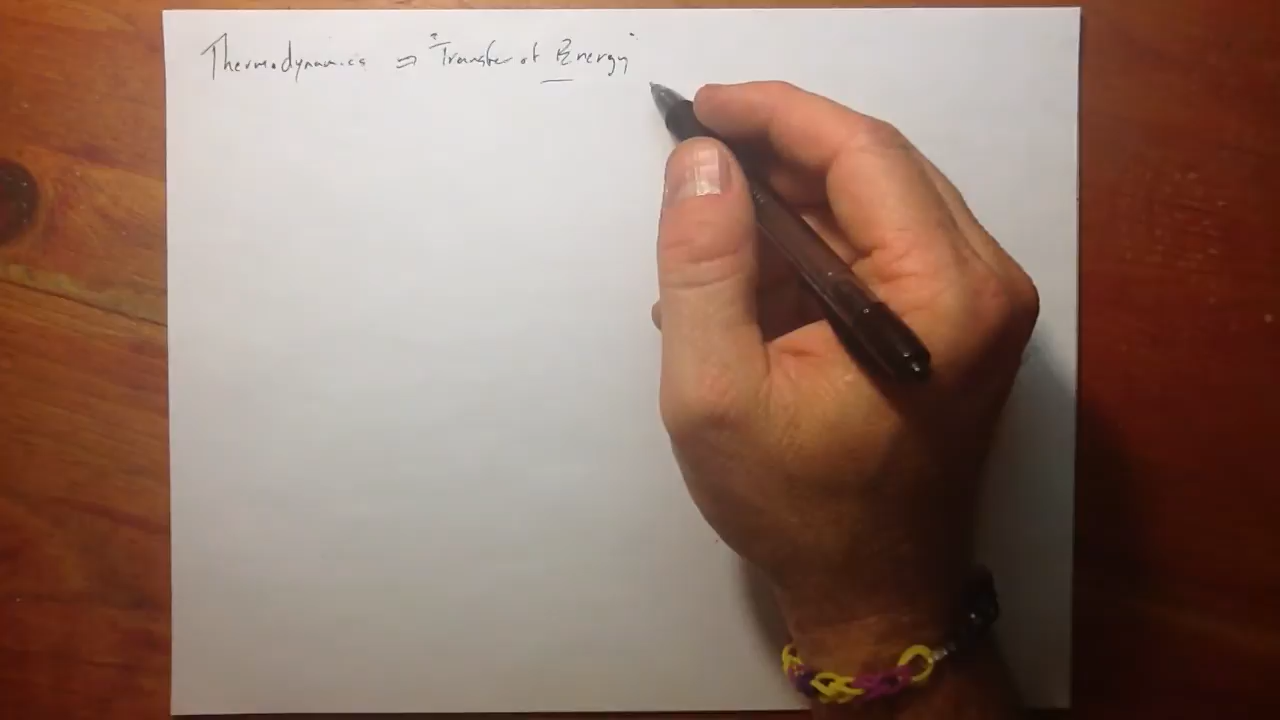 Thermodynamics => "Transfer of Energy"